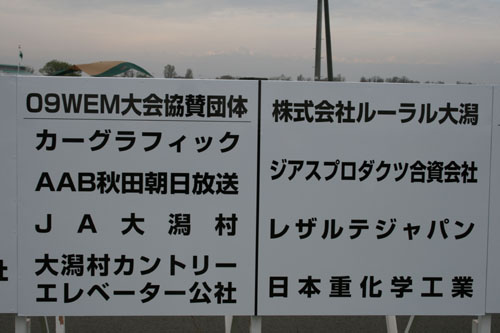 09WEM大会協賛団体
カーグラフィック
AAB秋田朝日放送
JA大潟村
大潟村カントリー
エレベーター公社
株式会社ルーラル大潟
ジアスプロダクツ合資会社
レザルテジャパン
日本重化学工業
社